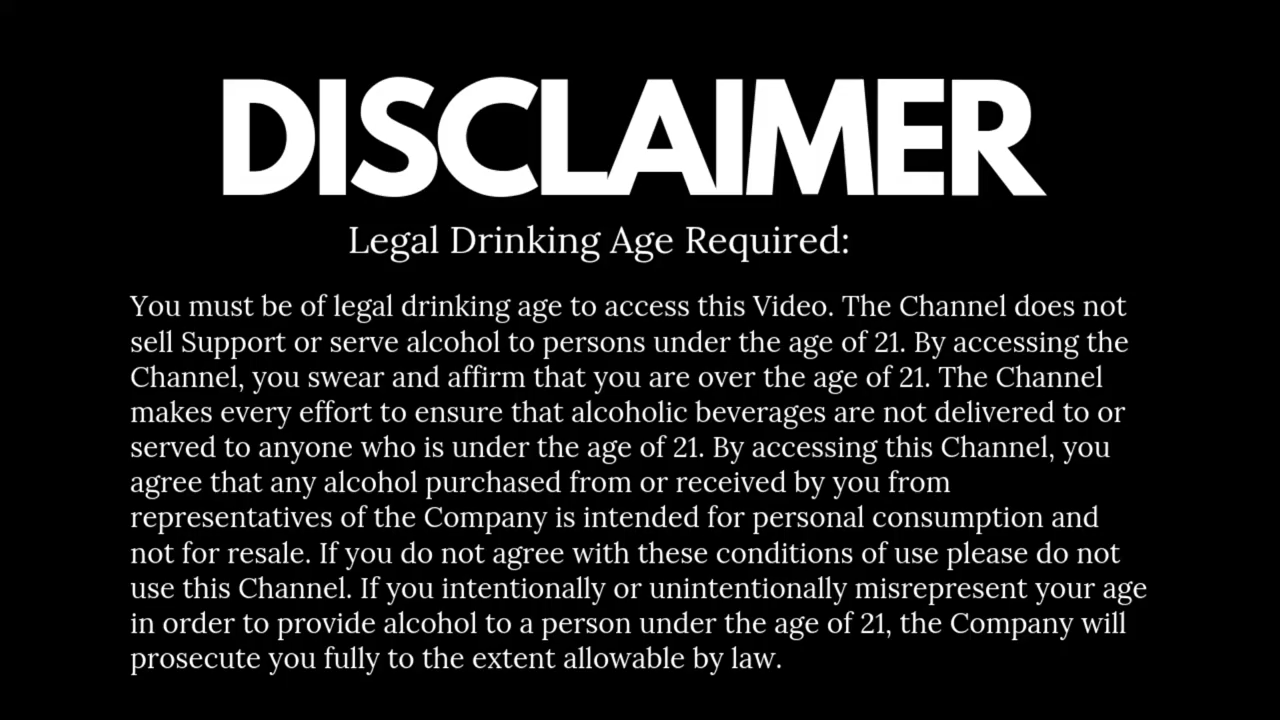 DISCLAIMER
Legal Drinking Age Required:
You must be of legal drinking age to access this Video. The Channel does not
sell Support or serve alcohol to persons under the age of 21. By accessing the
Channel, you swear and affirm that you are over the age of 21. The Channel
makes every effort to ensure that alcoholic beverages are not delivered to or
served to anyone who is under the age of 21. By accessing this Channel, you
agree that any alcohol purchased from or received by you from
representatives of the Company is intended for personal consumption and
not for resale. If you do not agree with these conditions of use please do not
use this Channel. If you intentionally or unintentionally misrepresent your age
in order to provide alcohol to a person under the age of 21, the Company will
prosecute you fully to the extent allowable by law.